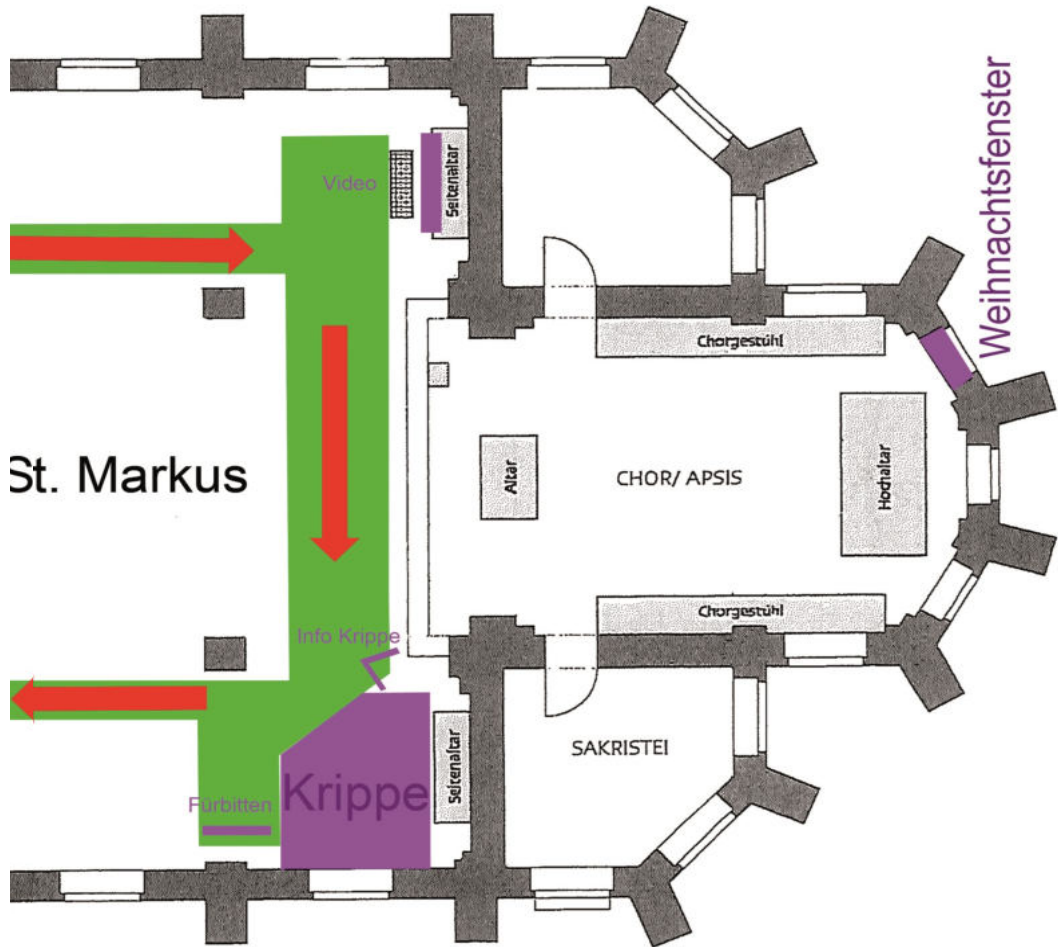 Weihnachtsfenster
Video
Seitenaltar
Chorgestühl
St. Markus
Altar
CHOR/ APSIS
Hochaltar
Chorgestühl
Info Krippe
SAKRISTEI
Seitenaltar
Fürbitten
Krippe